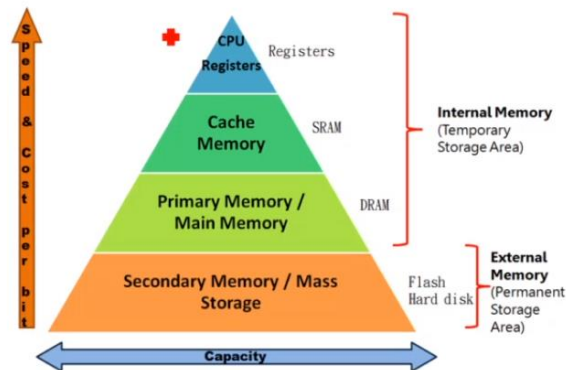 Speed & Cost per bit
CPU
Registers
Registers
Cache
Memory
SRAM
Internal Memory
(Temporary
Storage Area)
Primary Memory /
Main Memory
DRAM
Secondary Memory / Mass
Storage
Flash
Hard disk
External
Memory
(Permanent
Storage
Area)
Capacity